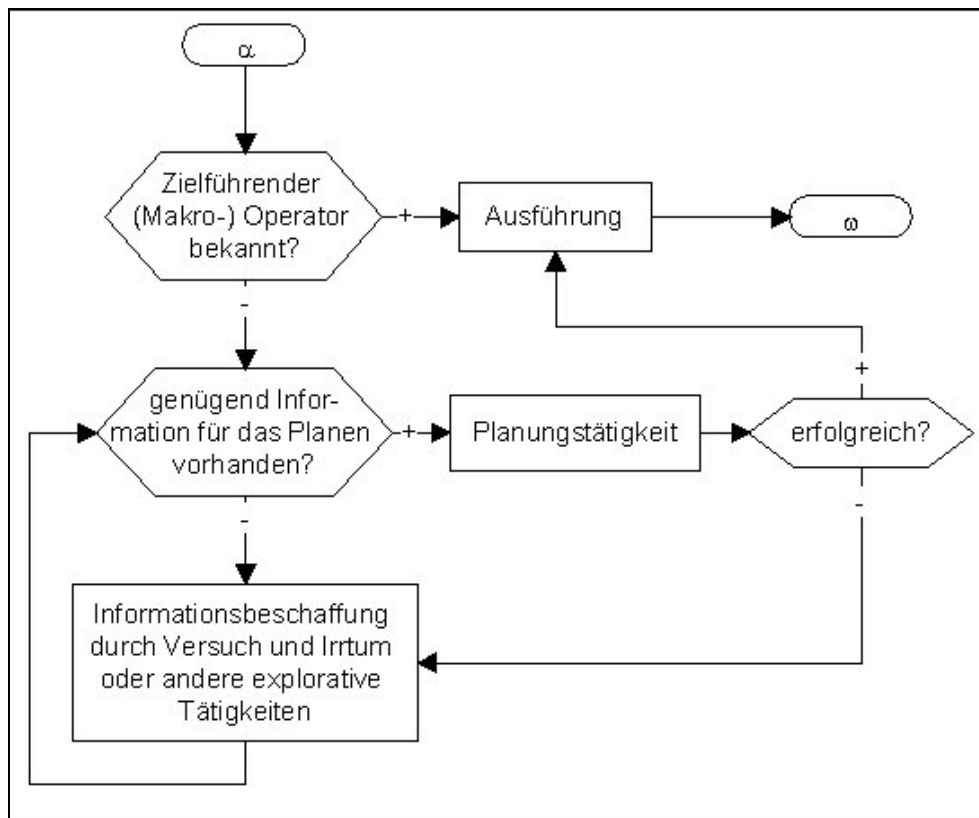 α
Zielführender
(Makro-) Operator
bekannt?
+
Ausführung
ω
-
genügend Infor-
mation für das Planen
vorhanden?
+
Planungstätigkeit
erfolgreich?
+
-
-
Informationsbeschaffung
durch Versuch und Irrtum
oder andere explorative
Tätigkeiten